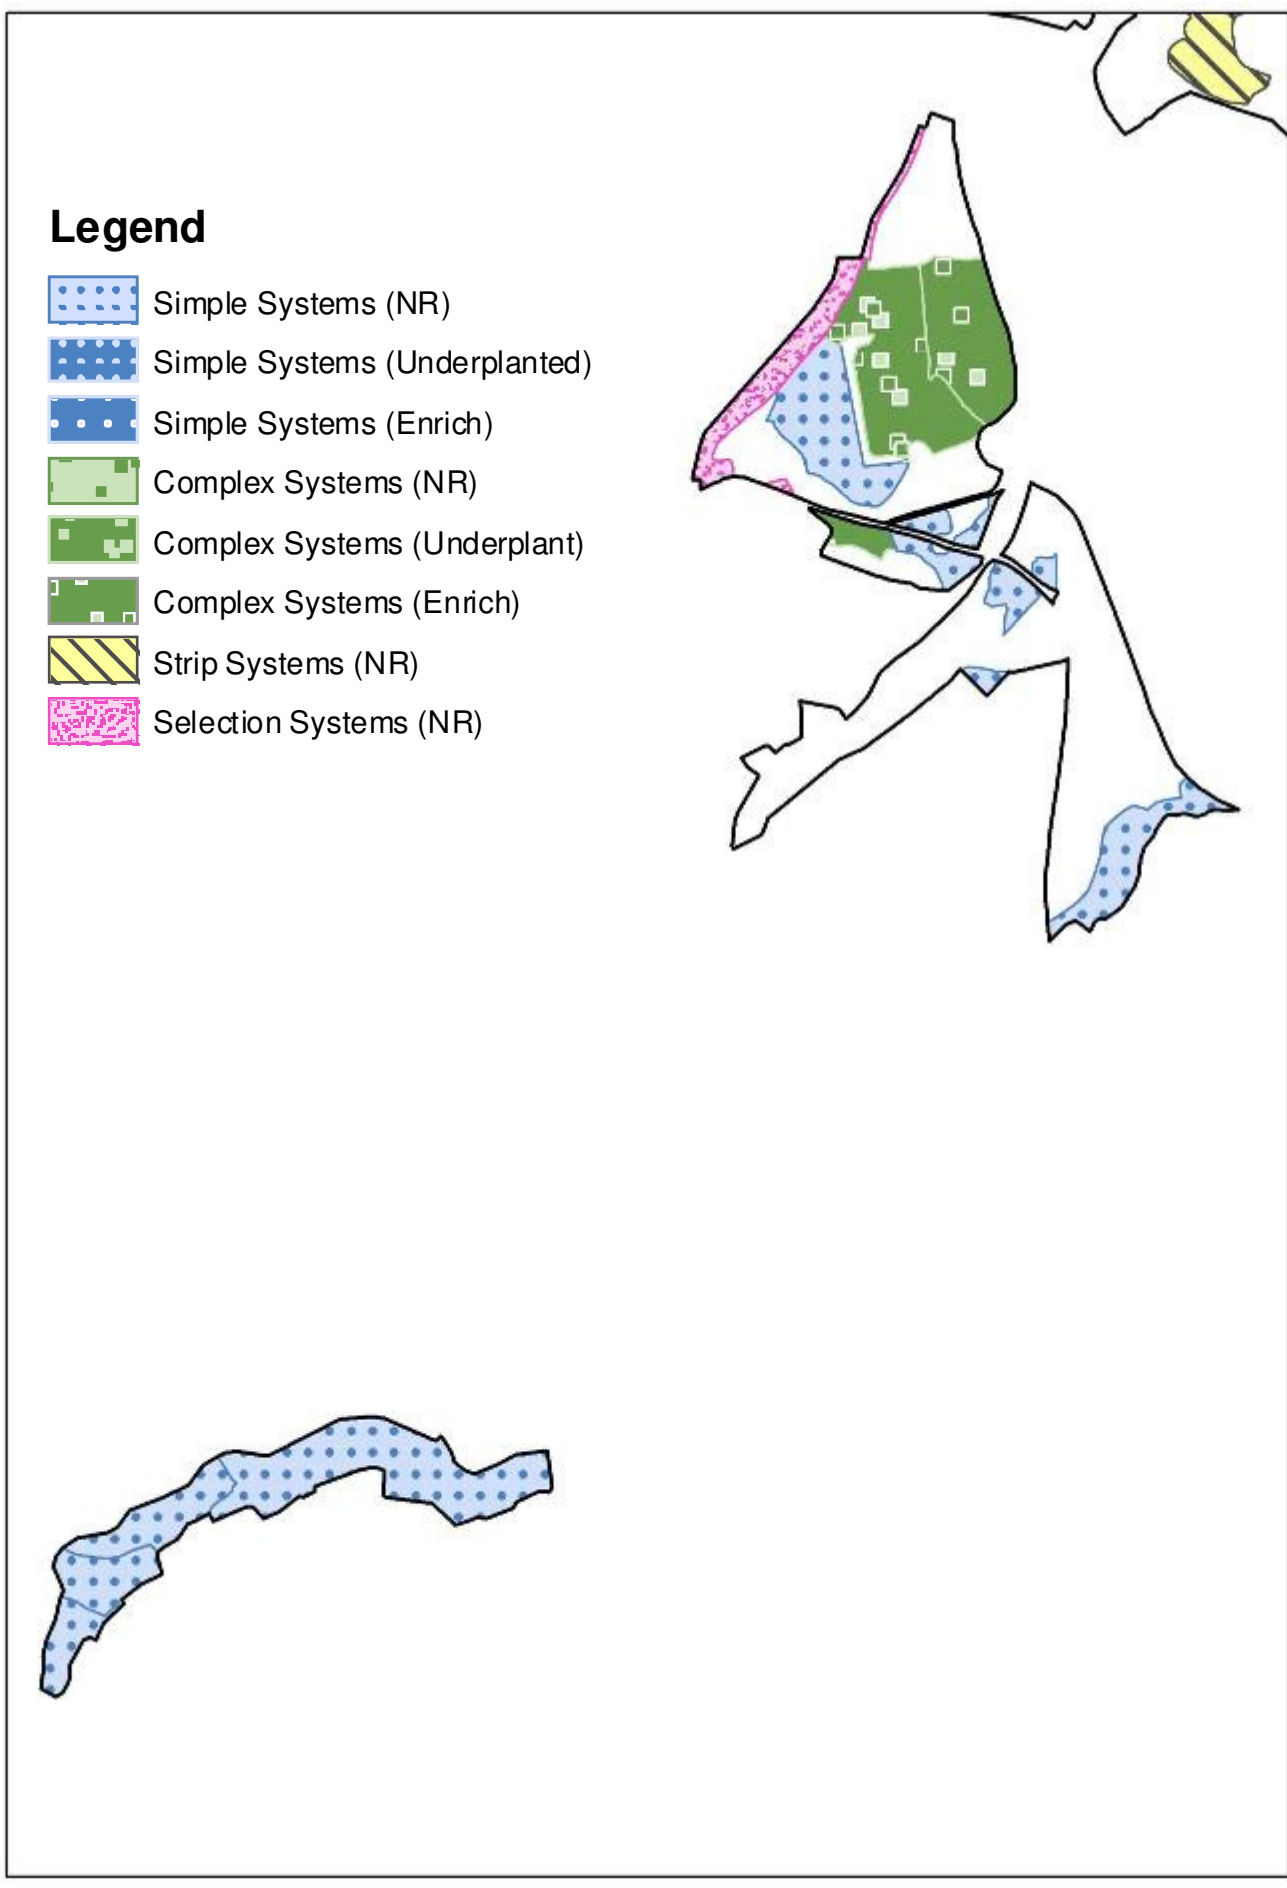 Legend
Simple Systems (NR)
Simple Systems (Underplanted)
Simple Systems (Enrich)
Complex Systems (NR)
Complex Systems (Underplant)
Complex Systems (Enrich)
Strip Systems (NR)
Selection Systems (NR)